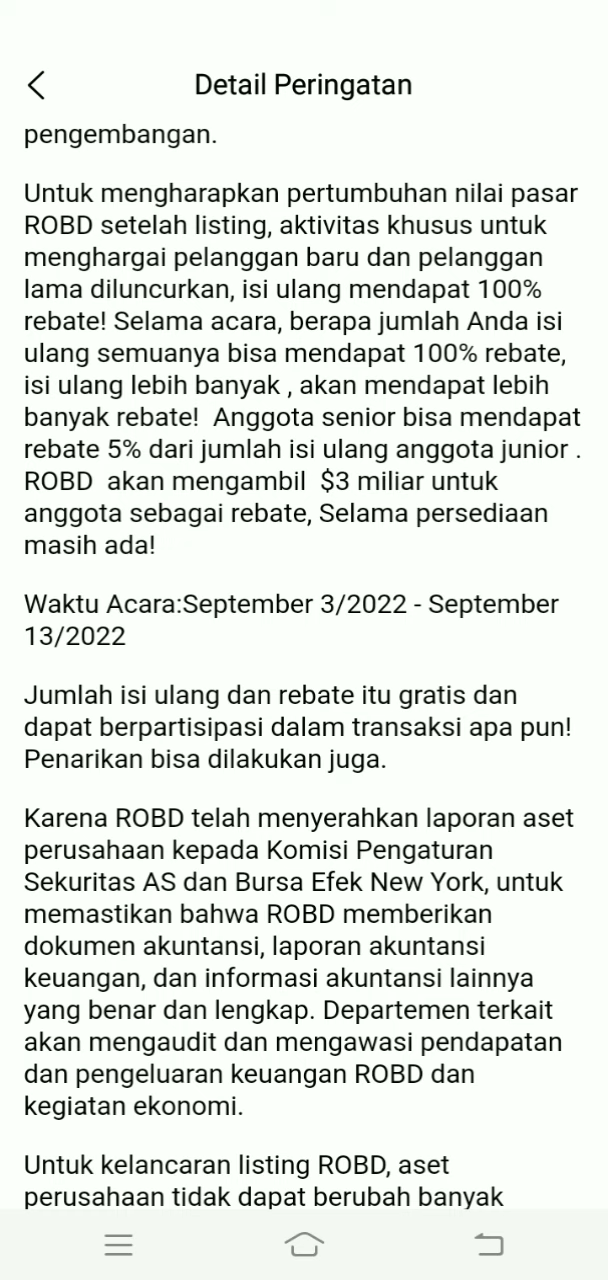 Detail Peringatan
pengembangan.
Untuk mengharapkan pertumbuhan nilai pasar
ROBD setelah listing, aktivitas khusus untuk
menghargai pelanggan baru dan pelanggan
lama diluncurkan, isi ulang mendapat 100%
rebate! Selama acara, berapa jumlah Anda isi
ulang semuanya bisa mendapat 100% rebate,
isi ulang lebih banyak , akan mendapat lebih
banyak rebate!  Anggota senior bisa mendapat
rebate 5% dari jumlah isi ulang anggota junior .
ROBD  akan mengambil  $3 miliar untuk
anggota sebagai rebate, Selama persediaan
masih ada!
Waktu Acara:September 3/2022 - September
13/2022
Jumlah isi ulang dan rebate itu gratis dan
dapat berpartisipasi dalam transaksi apa pun!
Penarikan bisa dilakukan juga.
Karena ROBD telah menyerahkan laporan aset
perusahaan kepada Komisi Pengaturan
Sekuritas AS dan Bursa Efek New York, untuk
memastikan bahwa ROBD memberikan
dokumen akuntansi, laporan akuntansi
keuangan, dan informasi akuntansi lainnya
yang benar dan lengkap. Departemen terkait
akan mengaudit dan mengawasi pendapatan
dan pengeluaran keuangan ROBD dan
kegiatan ekonomi.
Untuk kelancaran listing ROBD, aset
perusahaan tidak dapat berubah banyak